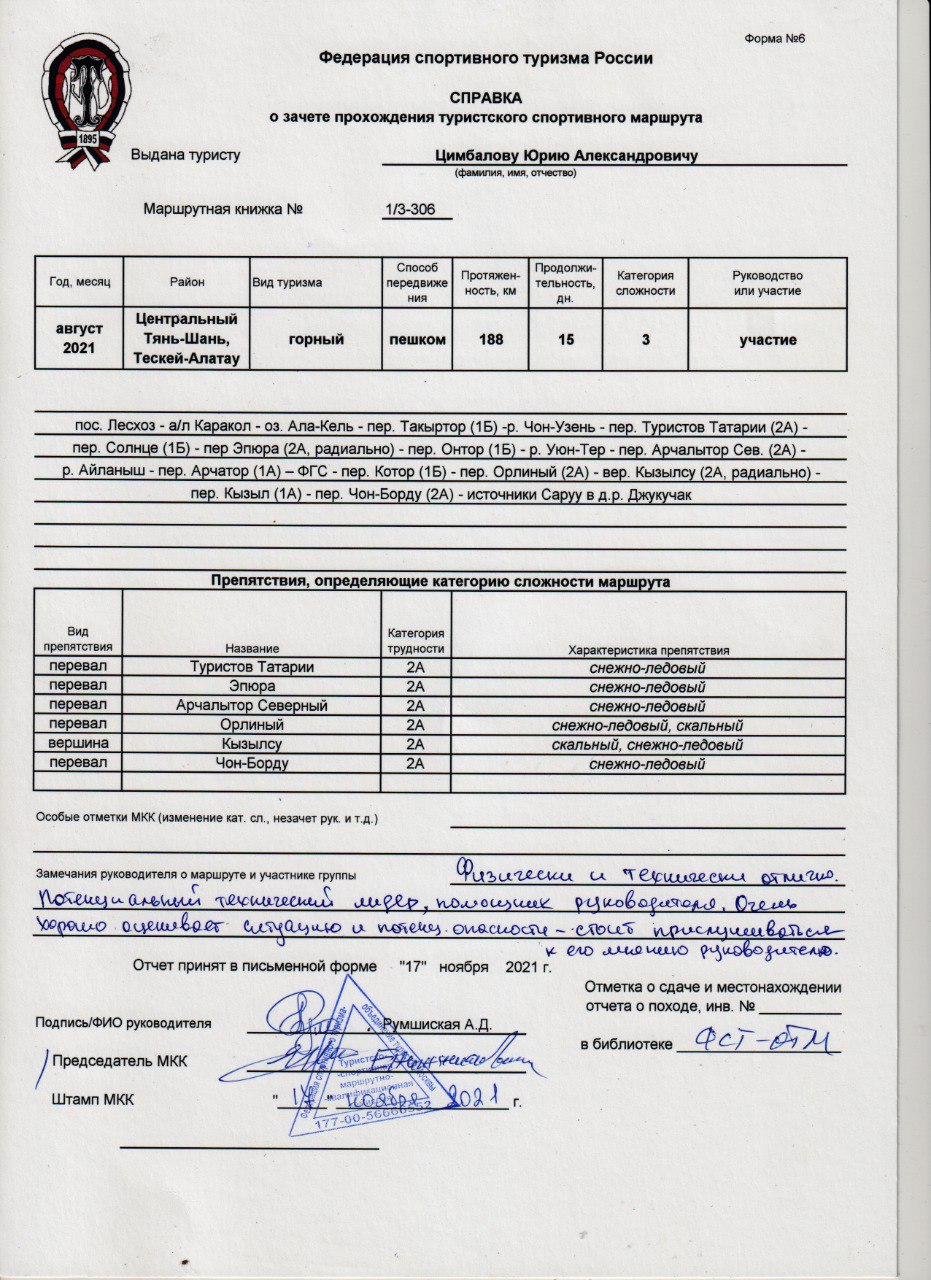 Форма №6
Федерация спортивного туризма России
СПРАВКА
о зачете прохождения туристского спортивного маршрута
1895
Выдана туристу Цимбалову Юрию Александровичу
(фамилия, имя, отчество)
Маршрутная книжка № 1/3-306
Год, месяц Район Вид туризма Способ передвиже ния Протяжен-ность, км Продолжи-тельность, дн. Категория сложности Руководство или участие
август 2021 Центральный Тянь-Шань, Тескей-Алатау горный пешком 188 15 3 участие
пос. Лесхоз - а/л Каракол - оз. Ала-Кель - пер. Такыртор (1Б) -р. Чон-Узень - пер. Туристов Татарии (2А) -
пер. Солнце (1Б) - пер Эпюра (2А, радиально) - пер. Онтор (1Б) - р. Уюн-Тер - пер. Арчалытор Сев. (2А) -
р. Айланыш - пер. Арчатор (1А) – ФГС - пер. Котор (1Б) - пер. Орлиный (2А) - вер. Кызылсу (2А, радиально) -
пер. Кызыл (1А) - пер. Чон-Борду (2А) - источники Саруу в д.р. Джукучак
Препятствия, определяющие категорию сложности маршрута
Вид препятствия Название Категория трудности Характеристика препятствия
перевал Туристов Татарии 2А снежно-ледовый
перевал Эпюра 2А снежно-ледовый
перевал Арчалытор Северный 2А снежно-ледовый
перевал Орлиный 2А снежно-ледовый, скальный
вершина Кызылсу 2А скальный, снежно-ледовый
перевал Чон-Борду 2А снежно-ледовый
Особые отметки МКК (изменение кат. сл., незачет рук. и т.д.)
Замечания руководителя о маршруте и участнике группы Физически и технически отлично.
Потенциальный технический лидер, помощник руководителя. Очень
хорошо оценивает ситуацию и потенц. опасности – стоит прислушиваться
к его мнению руководителю.
Отчет принят в письменной форме "17" ноября 2021 г.
Отметка о сдаче и местонахождении
отчета о походе, инв. №
Подпись/ФИО руководителя Румшиская А.Д.
в библиотеке ФСТ-ОТМ
Председатель МКК
Туристско-
-спортивная
маршрутно-
квалификационная
177-00-56666552
Штамп МКК " " ноября 2021 г.